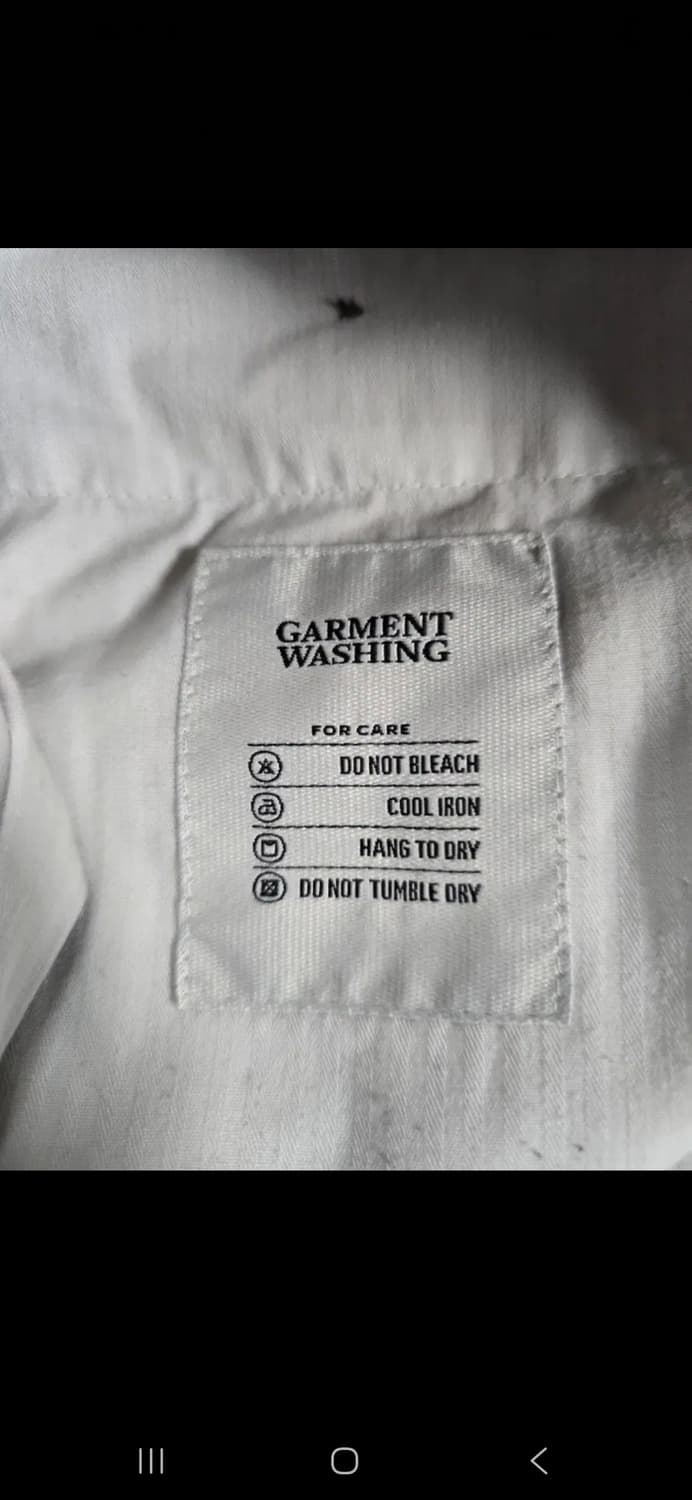 GARMENT
WASHING
FOR CARE
DO NOT BLEACH
COOL IRON
HANG TO DRY
DO NOT TUMBLE DRY